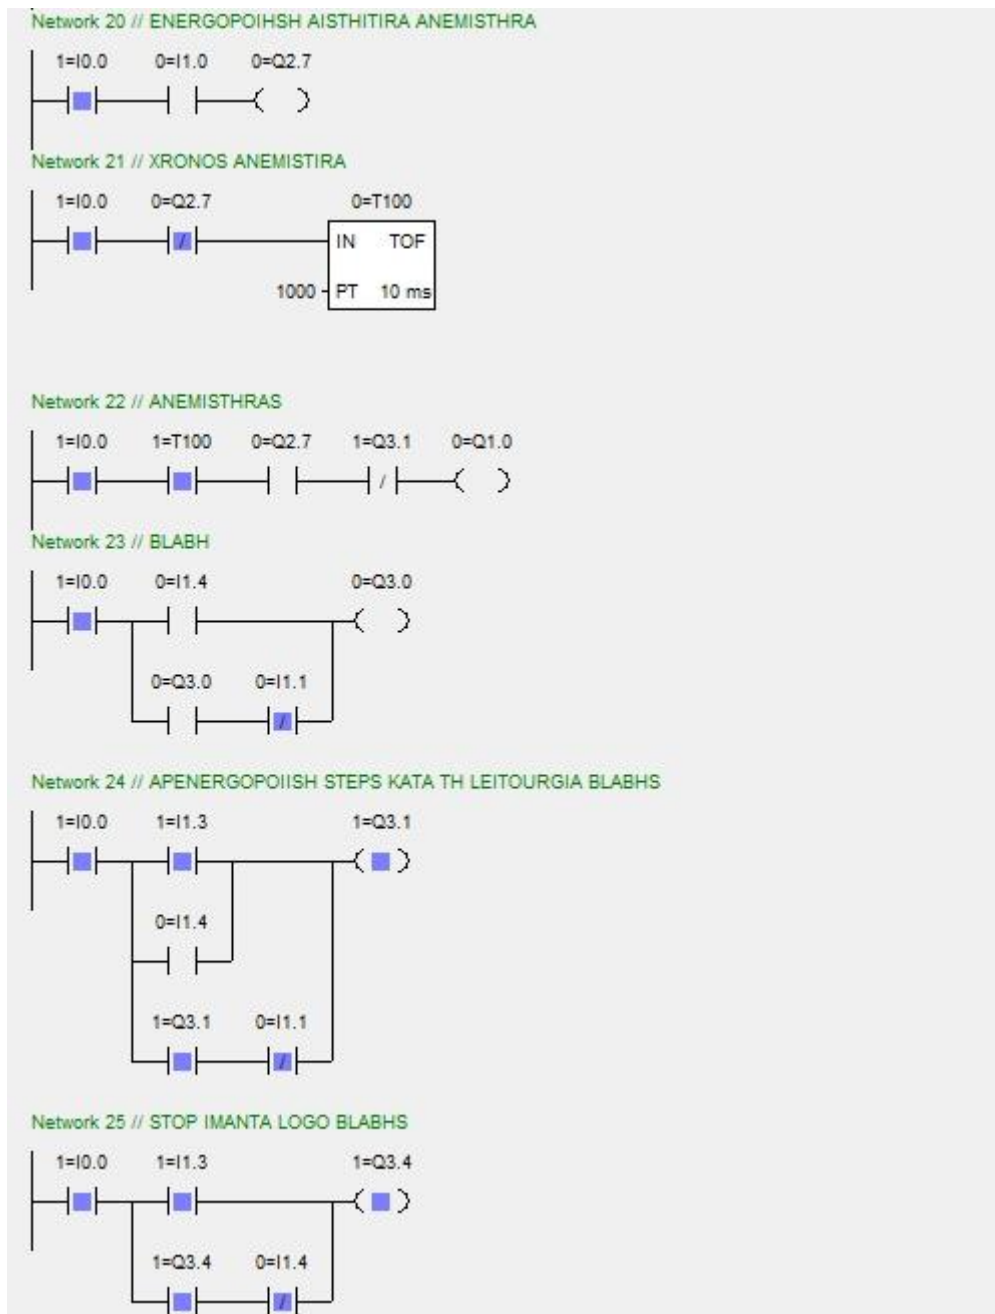 Network 20 // ENERGOPOIHSH AISTHITIRA ANEMISTHRA
1=I0.0 0=I1.0 0=Q2.7
Network 21 // XRONOS ANEMISTIRA
1=I0.0 0=Q2.7 0=T100
/ IN TOF
1000 PT 10 ms
Network 22 // ANEMISTHRAS
1=I0.0 1=T100 0=Q2.7 1=Q3.1 0=Q1.0
/
Network 23 // BLABH
1=I0.0 0=I1.4 0=Q3.0
0=Q3.0 0=I1.1
/
Network 24 // APENERGOPOIISH STEPS KATA TH LEITOURGIA BLABHS
1=I0.0 1=I1.3 1=Q3.1
0=I1.4
1=Q3.1 0=I1.1
/
Network 25 // STOP IMANTA LOGO BLABHS
1=I0.0 1=I1.3 1=Q3.4
1=Q3.4 0=I1.4
/